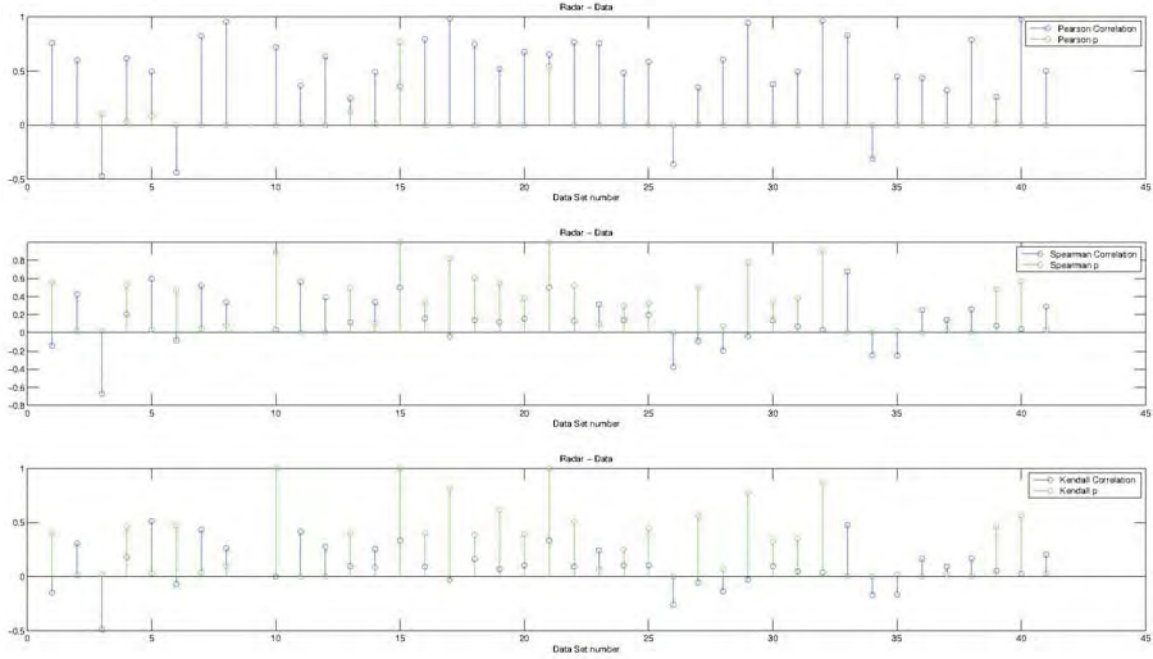 Radar – Data
1
0.5
0
−0.5
Pearson Correlation
Pearson p
0 5 10 15 20 25 30 35 40 45
Data Set number
Radar – Data
0.8
0.6
0.4
0.2
0
−0.2
−0.4
−0.6
−0.8
Spearman Correlation
Spearman p
0 5 10 15 20 25 30 35 40 45
Data Set number
Radar – Data
1
0.5
0
−0.5
Kendall Correlation
Kendall p
0 5 10 15 20 25 30 35 40 45
Data Set number